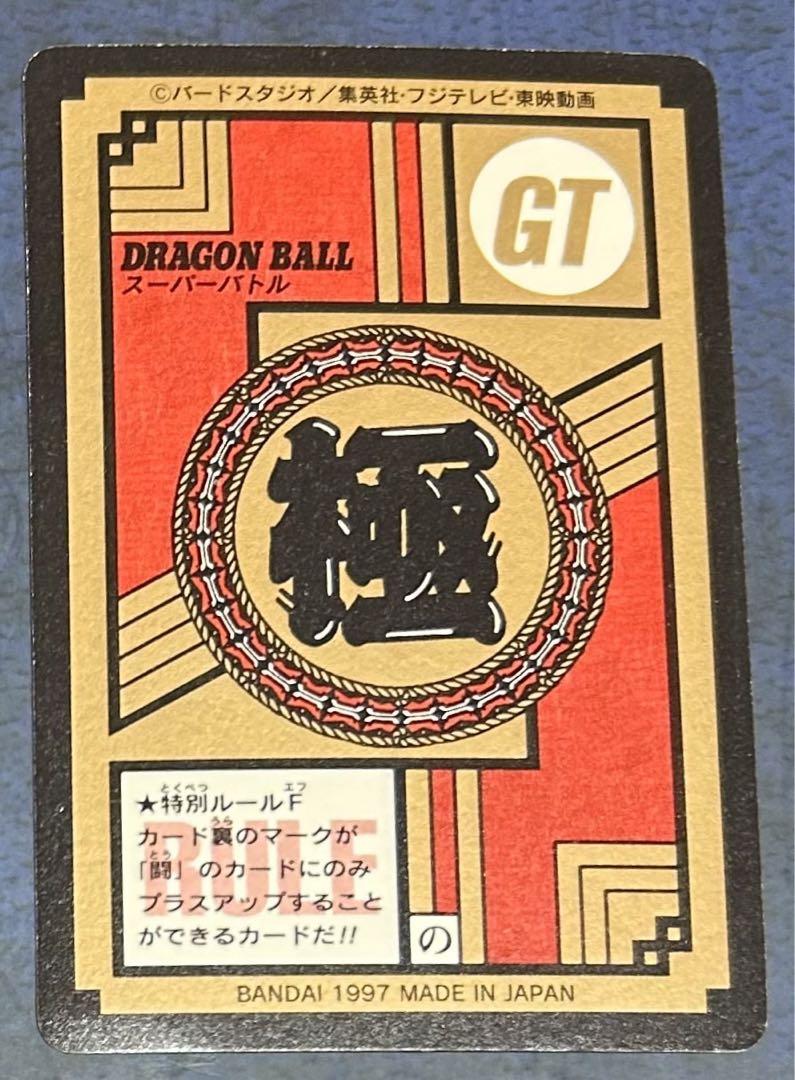 ©バードスタジオ／集英社・フジテレビ・東映動画
GT
DRAGON BALL
スーパーバトル
極
★特別ルールF
とくべつ エフ
カード裏のマークが
うら
「闘」のカードにのみ
とう
プラスアップすること
ができるカードだ!!
RULE
の
BANDAI 1997 MADE IN JAPAN